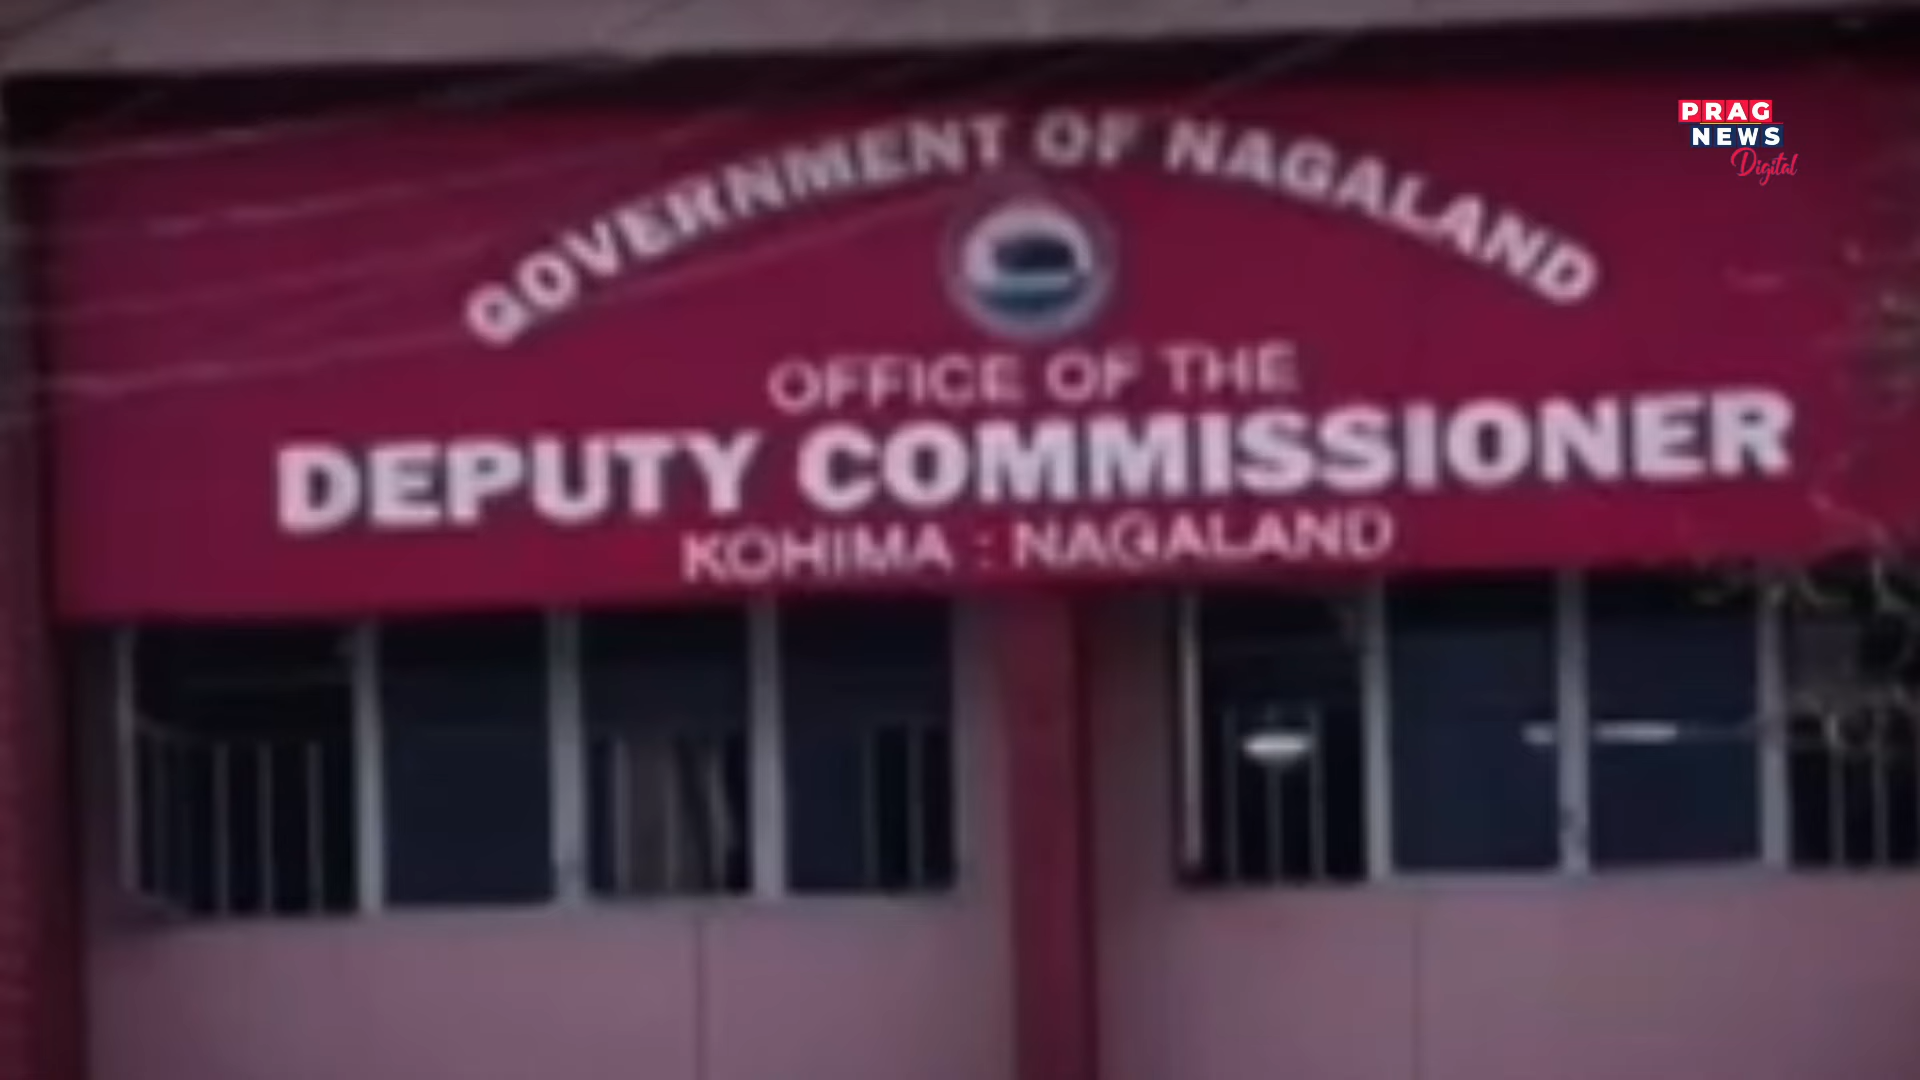 GOVERNMENT OF NAGALAND
OFFICE OF THE
DEPUTY COMMISSIONER
KOHIMA : NAGALAND
PRAG
NEWS
Digital